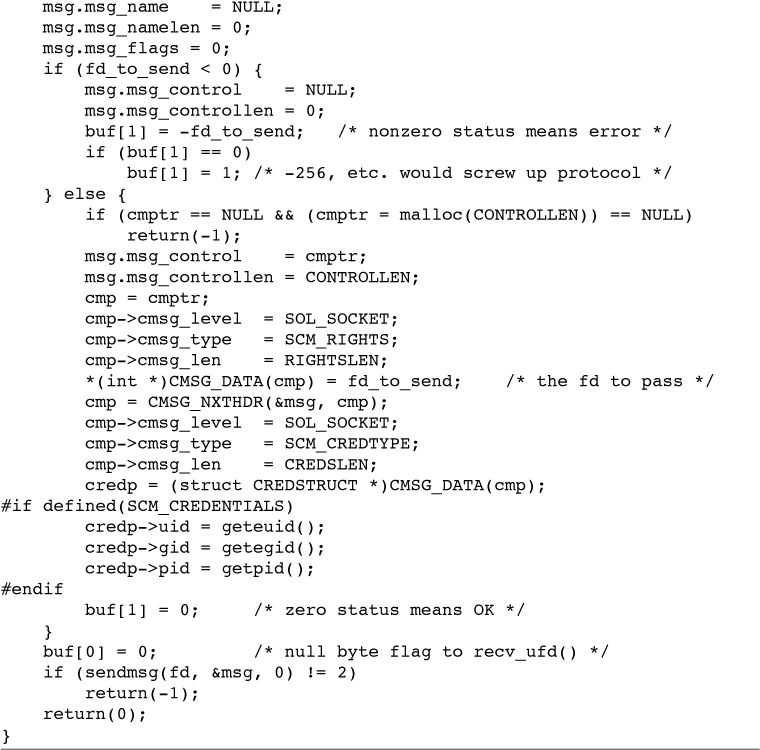 msg.msg_name    = NULL;
    msg.msg_namelen = 0;
    msg.msg_flags = 0;
    if (fd_to_send < 0) {
        msg.msg_control    = NULL;
        msg.msg_controllen = 0;
        buf[1] = -fd_to_send;   /* nonzero status means error */
        if (buf[1] == 0)
            buf[1] = 1; /* -256, etc. would screw up protocol */
    } else {
        if (cmptr == NULL && (cmptr = malloc(CONTROLLEN)) == NULL)
            return(-1);
        msg.msg_control    = cmptr;
        msg.msg_controllen = CONTROLLEN;
        cmp = cmptr;
        cmp->cmsg_level  = SOL_SOCKET;
        cmp->cmsg_type   = SCM_RIGHTS;
        cmp->cmsg_len    = RIGHTSLEN;
        *(int *)CMSG_DATA(cmp) = fd_to_send;    /* the fd to pass */
        cmp = CMSG_NXTHDR(&msg, cmp);
        cmp->cmsg_level  = SOL_SOCKET;
        cmp->cmsg_type   = SCM_CREDTYPE;
        cmp->cmsg_len    = CREDSLEN;
        credp = (struct CREDSTRUCT *)CMSG_DATA(cmp);
#if defined(SCM_CREDENTIALS)
        credp->uid = geteuid();
        credp->gid = getegid();
        credp->pid = getpid();
#endif
        buf[1] = 0;     /* zero status means OK */
    }
    buf[0] = 0;         /* null byte flag to recv_ufd() */
    if (sendmsg(fd, &msg, 0) != 2)
        return(-1);
    return(0);
}